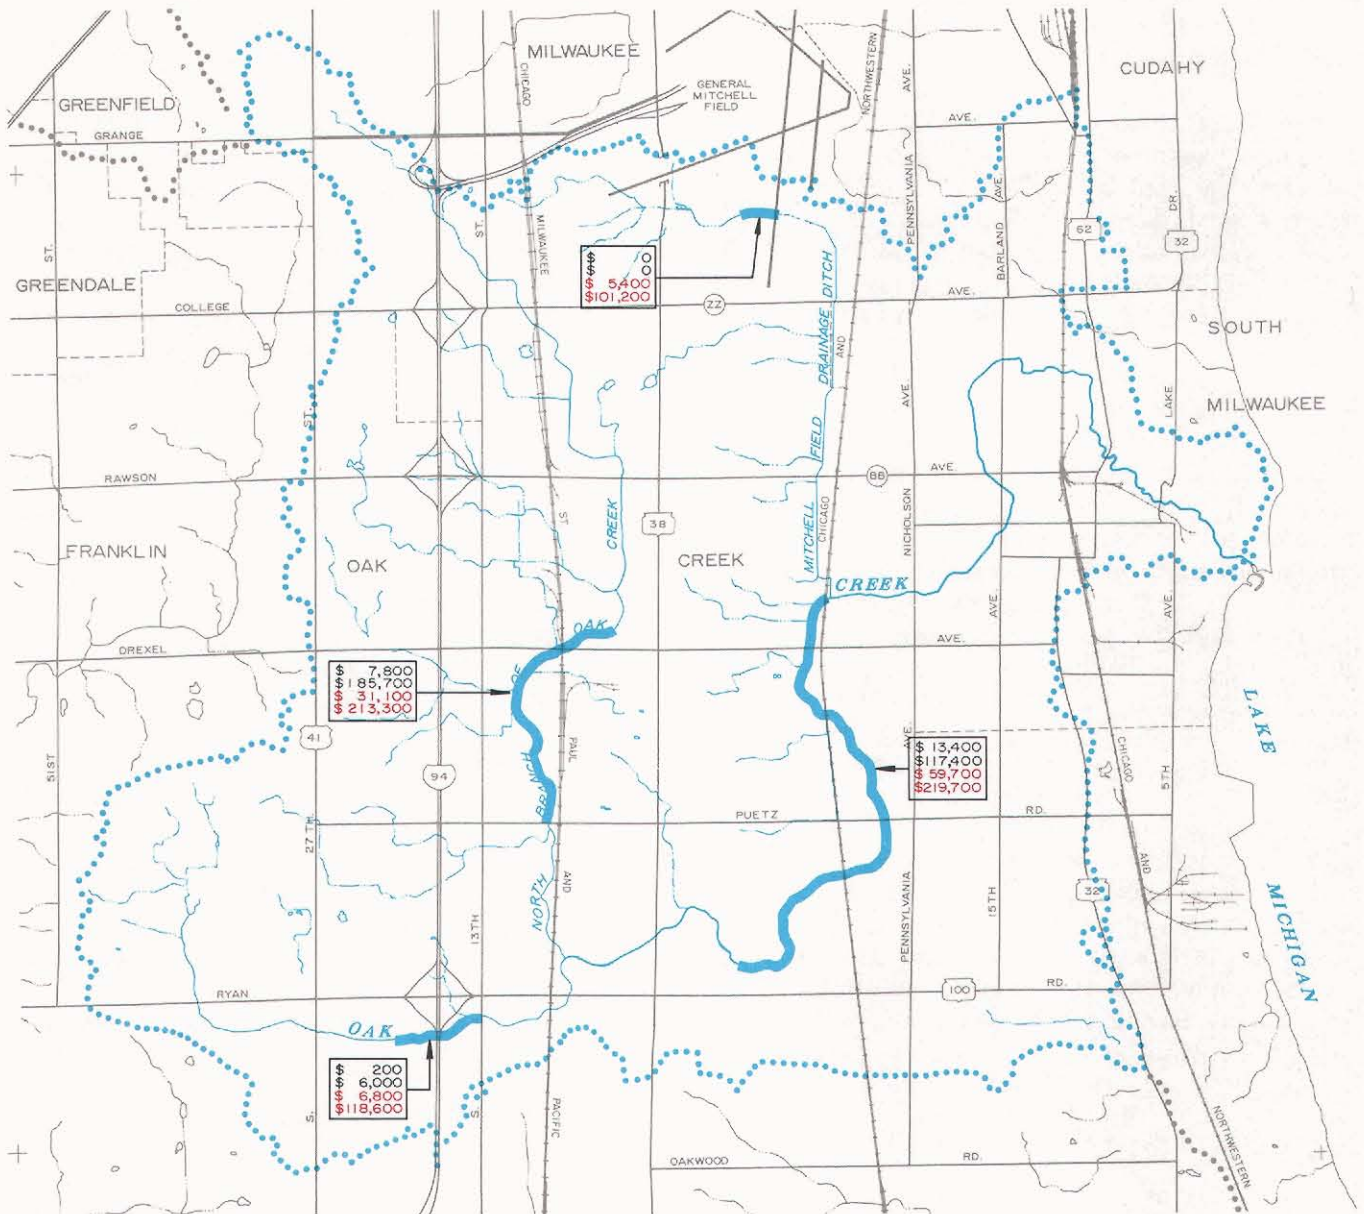 MILWAUKEE
CUDAHY
GREENFIELD
GENERAL
MITCHELL
FIELD
CHICAGO
NORTHWESTERN
AVE.
GRANGE
AVE.
PENNSYLVANIA
AVE.
BARLAND
DR.
ST.
ST.
MILWAUKEE
62
32
$ 0
$ 0
$ 5,400
$101,200
GREENDALE
COLLEGE
ZZ
AVE.
MITCHELL FIELD DRAINAGE DITCH
AND
SOUTH
MILWAUKEE
LAKE
ST.
AVE.
RAWSON
BB
AVE.
ST.
CREEK
38
CHICAGO
NICHOLSON
FRANKLIN
OAK
CREEK
CREEK
AVE.
AVE.
DREXEL
OAK
AVE.
OF
$ 7,800
$185,700
$ 31,100
$ 213,300
41
94
51ST
BRANCH
PAUL
AVE.
$ 13,400
$117,400
$ 59,700
$219,700
CHICAGO
5TH
LAKE
27TH
PUETZ
RD.
NORTH
AND
AND
13TH
PENNSYLVANIA
15TH
32
MICHIGAN
RYAN
100
RD.
OAK
$ 200
$ 6,000
$ 6,800
$118,600
S.
S.
PACIFIC
OAKWOOD
RD.
NORTHWESTERN